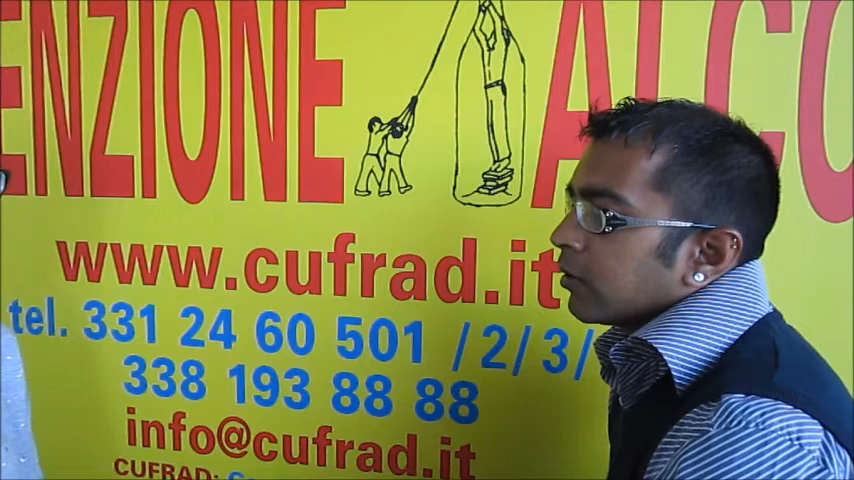 ENZIONE ALCO
www.cufrad.it
tel. 331 24 60 501 /2/3/
338 193 88 88
info@cufrad.it
CUFRAD: